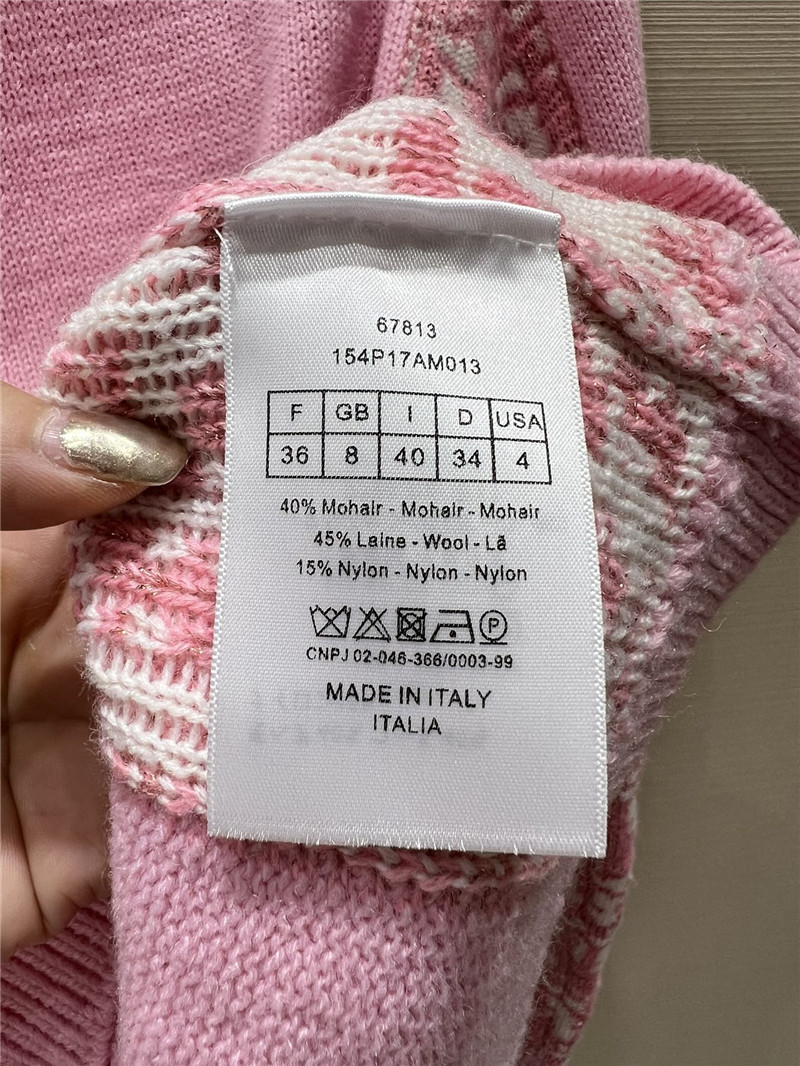 67813
154P17AM013
F GB I D USA
36 8 40 34 4
40% Mohair - Mohair - Mohair
45% Laine - Wool - Lã
15% Nylon - Nylon - Nylon
P
CNPJ 02-046-366/0003-99
MADE IN ITALY
ITALIA